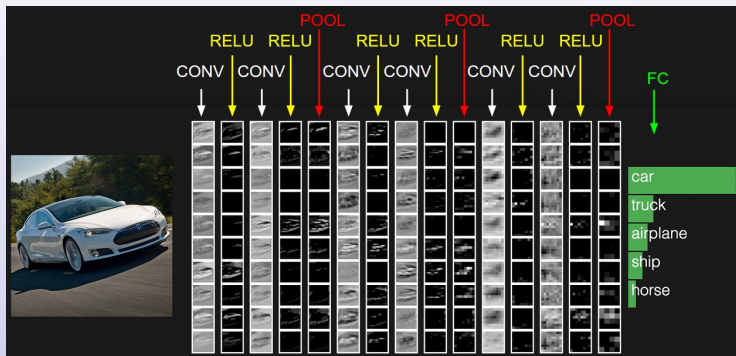 POOL POOL POOL
RELU RELU RELU RELU RELU RELU
CONV CONV CONV CONV CONV CONV
FC
car
truck
airplane
ship
horse